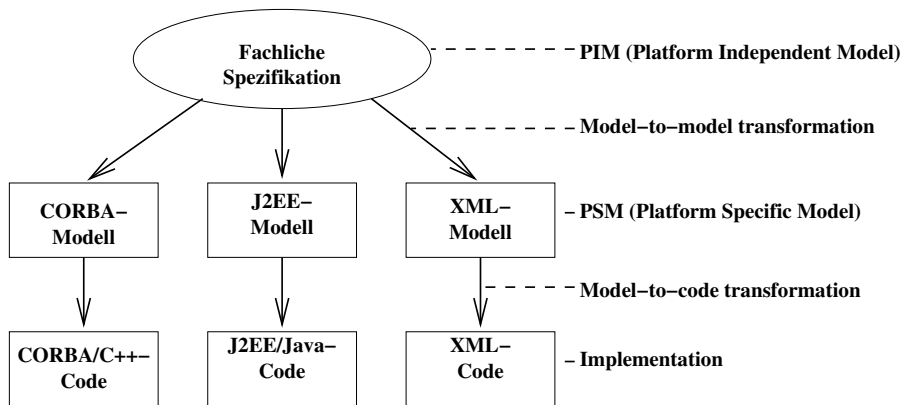 Fachliche
Spezifikation
PIM (Platform Independent Model)
Model-to-model transformation
CORBA-
Modell
J2EE-
Modell
XML-
Modell
PSM (Platform Specific Model)
Model-to-code transformation
CORBA/C++-
Code
J2EE/Java-
Code
XML-
Code
Implementation